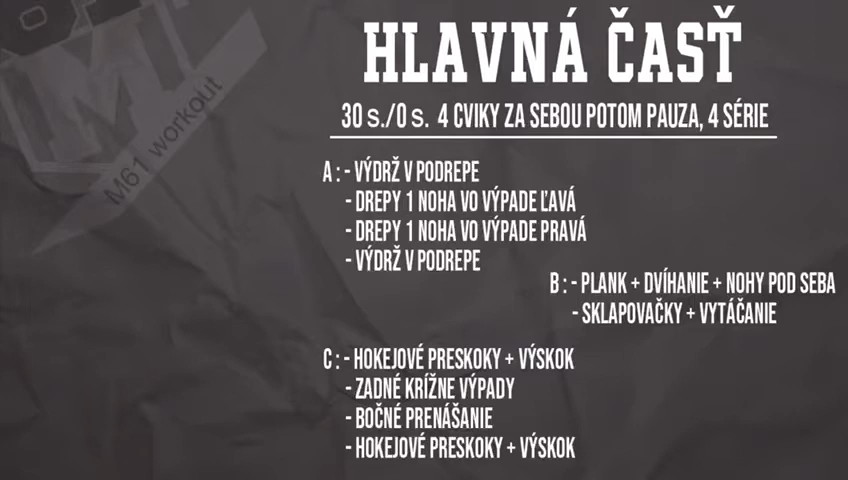 M61 workout
HLAVNÁ ČASŤ
30 s./0 s. 4 CVIKY ZA SEBOU POTOM PAUZA, 4 SÉRIE
A : - VÝDRŽ V PODREPE
- DREPY 1 NOHA VO VÝPADE ĽAVÁ
- DREPY 1 NOHA VO VÝPADE PRAVÁ
- VÝDRŽ V PODREPE
B : - PLANK + DVÍHANIE + NOHY POD SEBA
- SKLAPOVAČKY + VYTÁČANIE
C : - HOKEJOVÉ PRESKOKY + VÝSKOK
- ZADNÉ KRÍŽNE VÝPADY
- BOČNÉ PRENÁŠANIE
- HOKEJOVÉ PRESKOKY + VÝSKOK